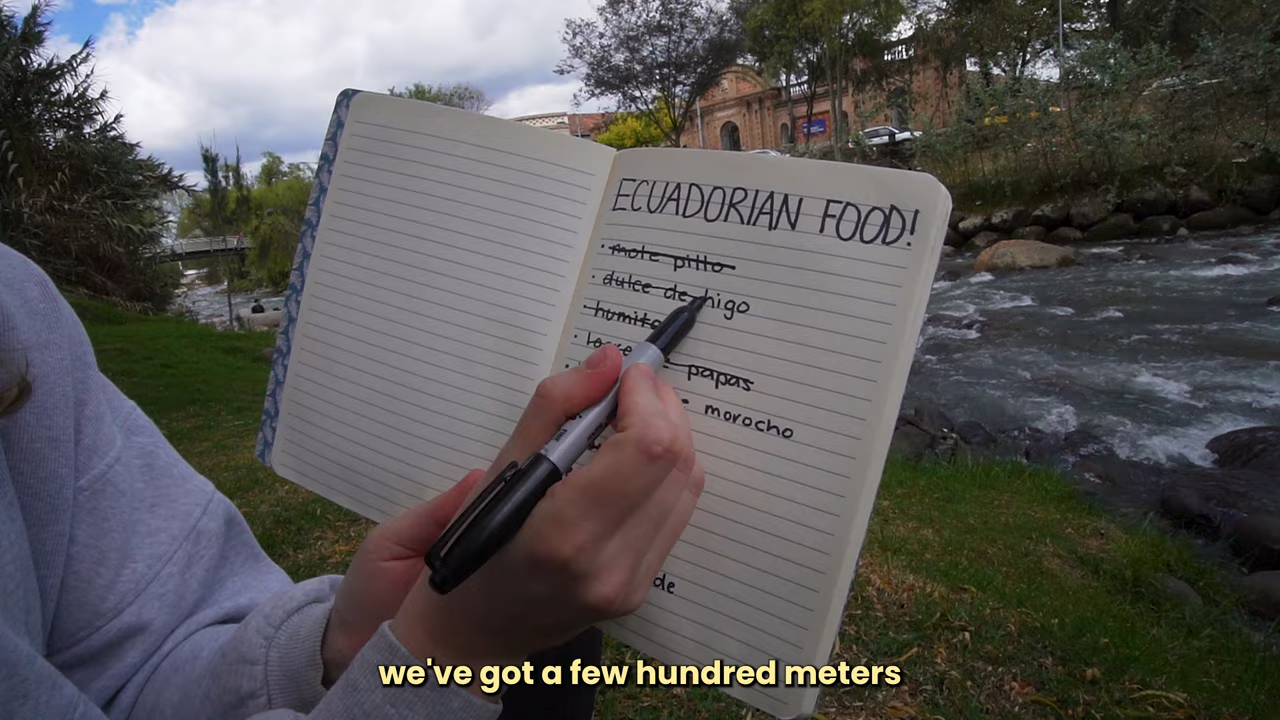 ECUADORIAN FOOD!
· mote pillo
· dulce de higo
· humita
papas
morocho
de
we've got a few hundred meters